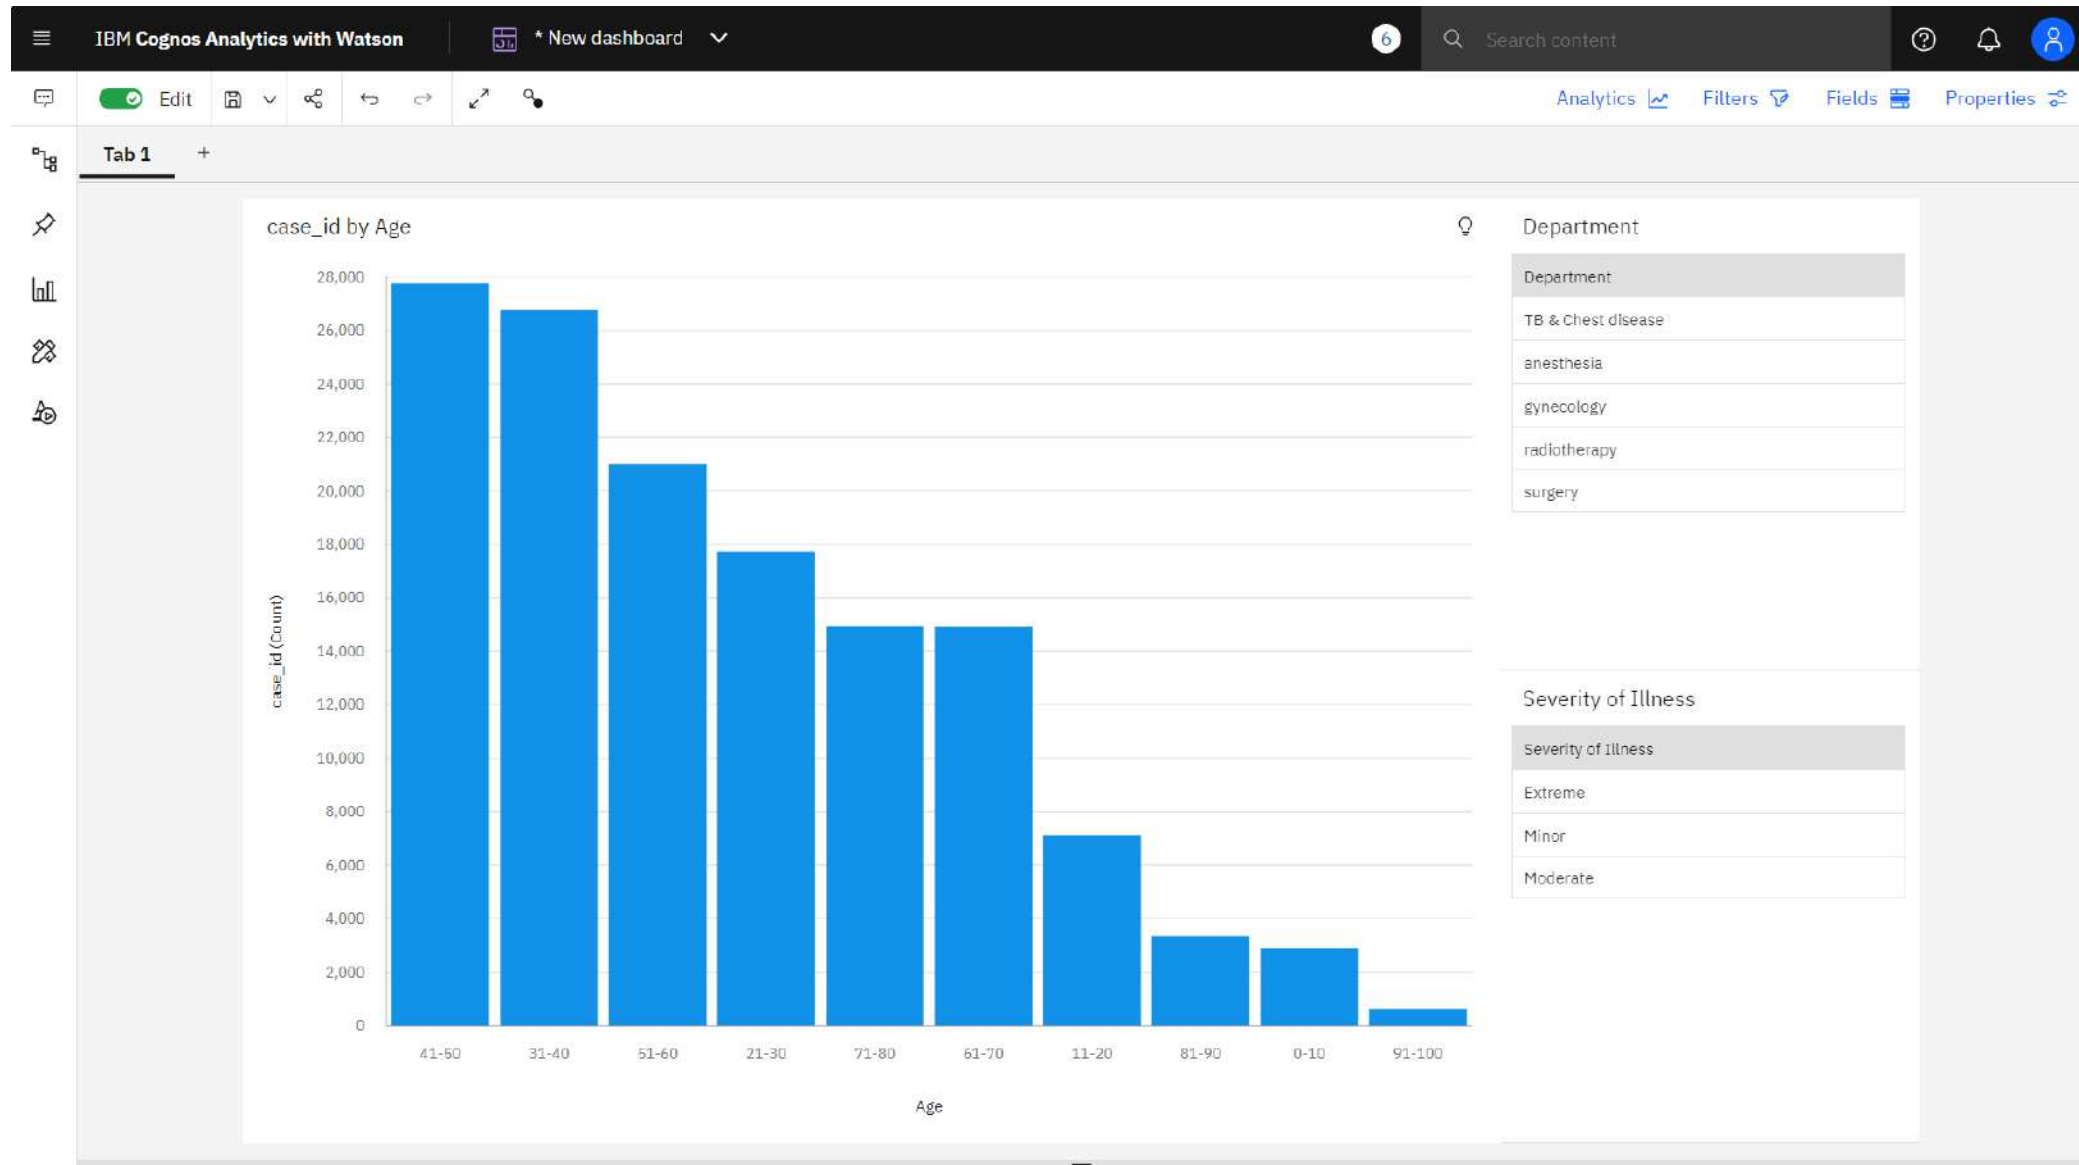 IBM Cognos Analytics with Watson
* New dashboard
6
Search content
Edit
Analytics
Filters
Fields
Properties
Tab 1
+
case_id by Age
28,000
26,000
24,000
22,000
20,000
18,000
16,000
14,000
12,000
10,000
8,000
6,000
4,000
2,000
0
case_id (Count)
41-50
31-40
51-60
21-30
71-80
61-70
11-20
81-90
0-10
91-100
Age
Department
Department
TB & Chest disease
anesthesia
gynecology
radiotherapy
surgery
Severity of Illness
Severity of Illness
Extreme
Minor
Moderate